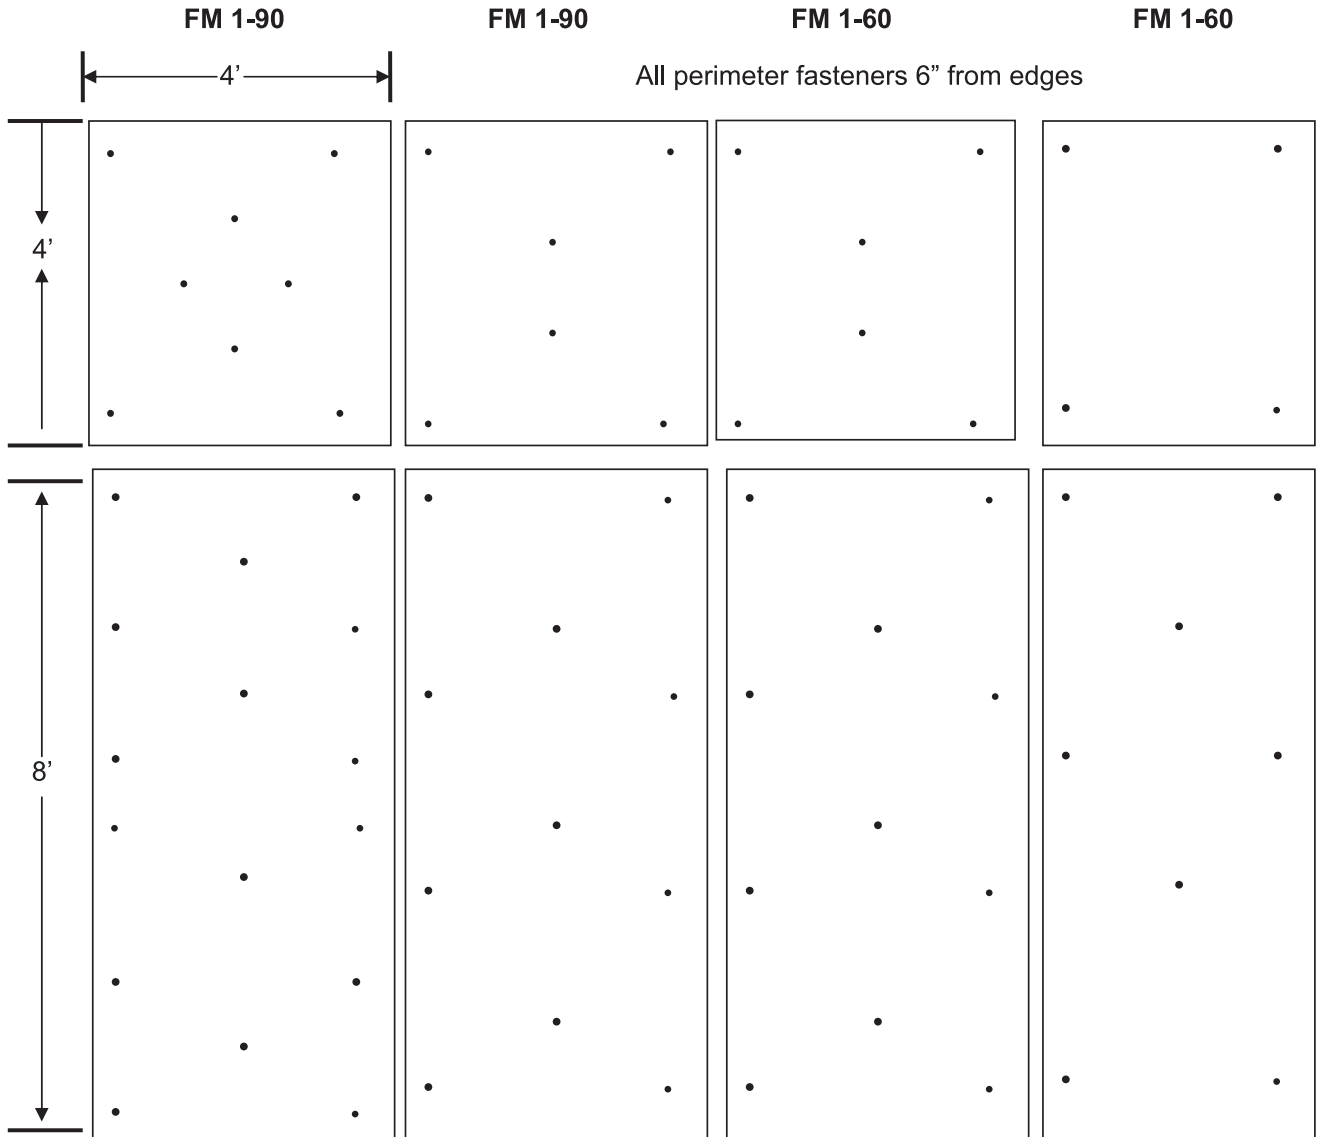 FM 1-90 FM 1-90 FM 1-60 FM 1-60
4’ All perimeter fasteners 6” from edges
4’
8’